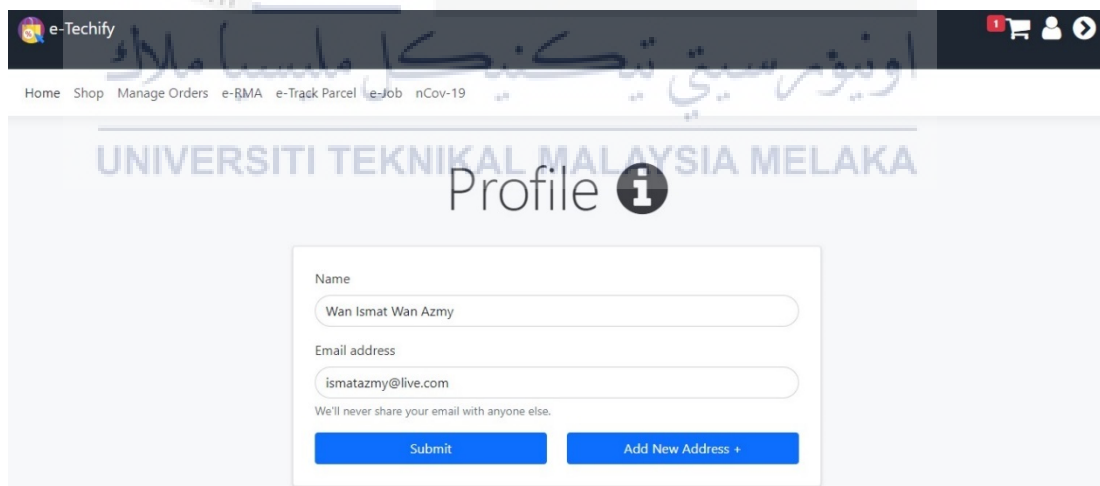 e-Techify
1
اونيورسيتي تيكنيكل مليسيا ملاك
Home Shop Manage Orders e-RMA e-Track Parcel e-Job nCov-19
UNIVERSITI TEKNIKAL MALAYSIA MELAKA
Profile
Name
Wan Ismat Wan Azmy
Email address
ismatazmy@live.com
We'll never share your email with anyone else.
Submit Add New Address +